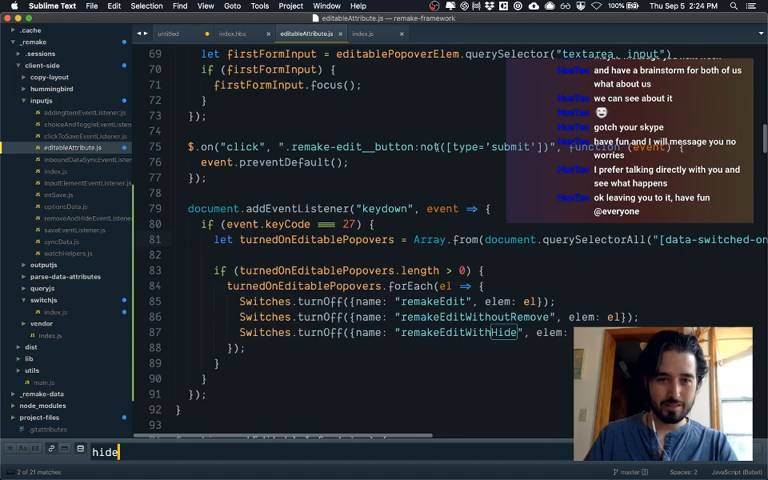 Sublime Text File Edit Selection Find View Goto Tools Project Window Help
100% Thu Sep 5 2:24 PM
editableAttribute.js — remake-framework
.cache
_remake
.sessions
client-side
copy-layout
hummingbird
inputjs
addingItemEventListener.js
choiceAndToggleEventListener.js
clickToSaveEventListener.js
editableAttribute.js
inboundDataSyncEventListener.js
index.js
inputElementEventListener.js
onSave.js
optionsData.js
removeAndHideEventListeners.js
saveEventListener.js
syncData.js
watchHelpers.js
outputjs
parse-data-attributes
queryjs
switchjs
index.js
vendor
index.js
dist
lib
utils
main.js
_remake-data
node_modules
project-files
.gitattributes
untitled
index.hbs
editableAttribute.js
index.js
69 let firstFormInput = editablePopoverElem.querySelector("textarea, input")
70 if (firstFormInput) {
71 firstFormInput.focus();
72 }
73 });
74
75 $.on("click", ".remake-edit__button:not([type='submit'])", function (event) {
76 event.preventDefault();
77 });
78
79 document.addEventListener("keydown", event => {
80 if (event.keyCode === 27) {
81 let turnedOnEditablePopovers = Array.from(document.querySelectorAll("[data-switched-on
82
83 if (turnedOnEditablePopovers.length > 0) {
84 turnedOnEditablePopovers.forEach(el => {
85 Switches.turnOff({name: "remakeEdit", elem: el});
86 Switches.turnOff({name: "remakeEditWithoutRemove", elem: el});
87 Switches.turnOff({name: "remakeEditWithHide", elem:
88 });
89 }
90 }
91 });
92 }
93
and have a brainstorm for both of us
what about us
we can see about it
gotch your skype
have fun and I will message you no
worries
I prefer talking directly with you and
see what happens
ok leaving you to it, have fun
@everyone
hide
2 of 21 matches
master
Spaces: 2
JavaScript (Babel)